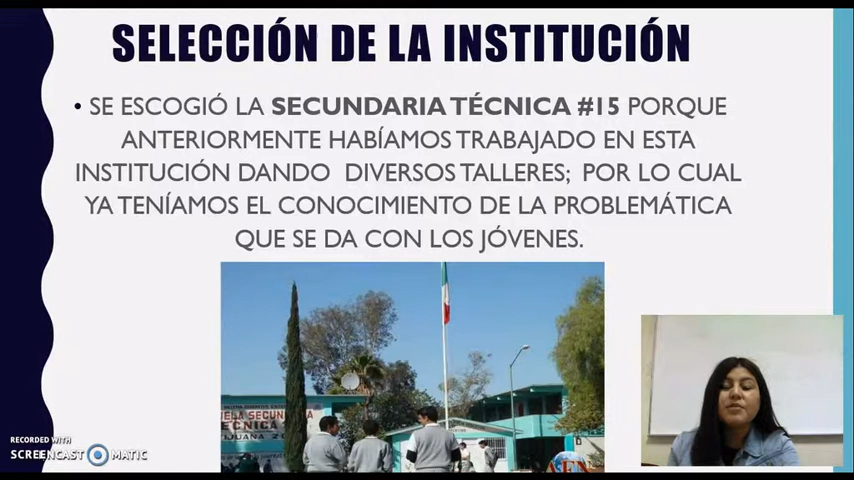 SELECCIÓN DE LA INSTITUCIÓN
• SE ESCOGIÓ LA SECUNDARIA TÉCNICA #15 PORQUE
ANTERIORMENTE HABÍAMOS TRABAJADO EN ESTA
INSTITUCIÓN DANDO DIVERSOS TALLERES; POR LO CUAL
YA TENÍAMOS EL CONOCIMIENTO DE LA PROBLEMÁTICA
QUE SE DA CON LOS JÓVENES.
SECUNDARIA
RECORDED WITH
SCREENCAST MATIC